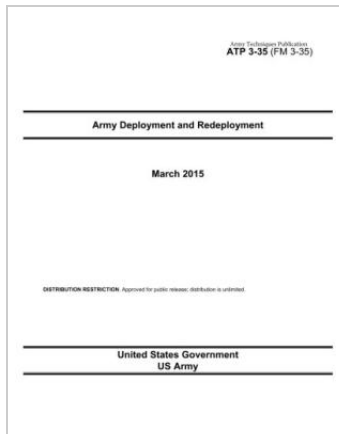 Army Techniques Publication
ATP 3-35 (FM 3-35)
Army Deployment and Redeployment
March 2015
DISTRIBUTION RESTRICTION. Approved for public release; distribution is unlimited.
United States Government
US Army